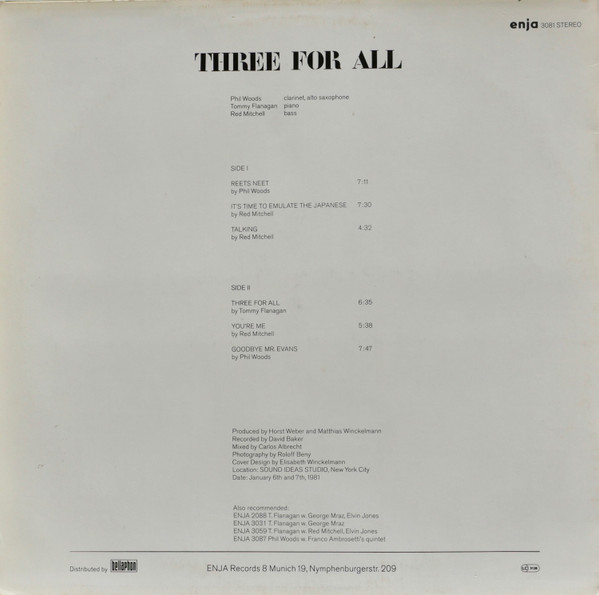 enja 3081 STEREO
THREE FOR ALL
Phil Woods clarinet, alto saxophone
Tommy Flanagan piano
Red Mitchell bass
SIDE I
REETS NEET 7:11
by Phil Woods
IT'S TIME TO EMULATE THE JAPANESE 7:30
by Red Mitchell
TALKING 4:32
by Red Mitchell
SIDE II
THREE FOR ALL 6:35
by Tommy Flanagan
YOU'RE ME 5:38
by Red Mitchell
GOODBYE MR. EVANS 7:47
by Phil Woods
Produced by Horst Weber and Matthias Winckelmann
Recorded by David Baker
Mixed by Carlos Albrecht
Photography by Roloff Beny
Cover Design by Elisabeth Winckelmann
Location: SOUND IDEAS STUDIO, New York City
Date: January 6th and 7th, 1981
Also recommended:
ENJA 2088 T. Flanagan w. George Mraz, Elvin Jones
ENJA 3031 T. Flanagan w. George Mraz
ENJA 3059 T. Flanagan w. Red Mitchell, Elvin Jones
ENJA 3087 Phil Woods w. Franco Ambrosetti's quintet
Distributed by bellaphon ENJA Records 8 Munich 19, Nymphenburgerstr. 209